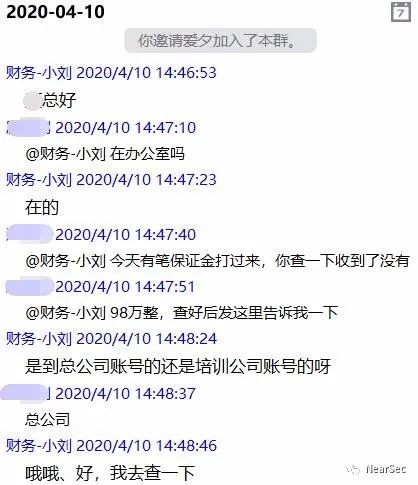 2020-04-10
7
你邀请爱夕加入了本群。
财务-小刘 2020/4/10 14:46:53
总好
2020/4/10 14:47:10
@财务-小刘 在办公室吗
财务-小刘 2020/4/10 14:47:23
在的
2020/4/10 14:47:40
@财务-小刘 今天有笔保证金打过来，你查一下收到了没有
2020/4/10 14:47:51
@财务-小刘 98万整，查好后发这里告诉我一下
财务-小刘 2020/4/10 14:48:24
是到总公司账号的还是培训公司账号的呀
2020/4/10 14:48:37
总公司
财务-小刘 2020/4/10 14:48:46
哦哦、好，我去查一下
NearSec